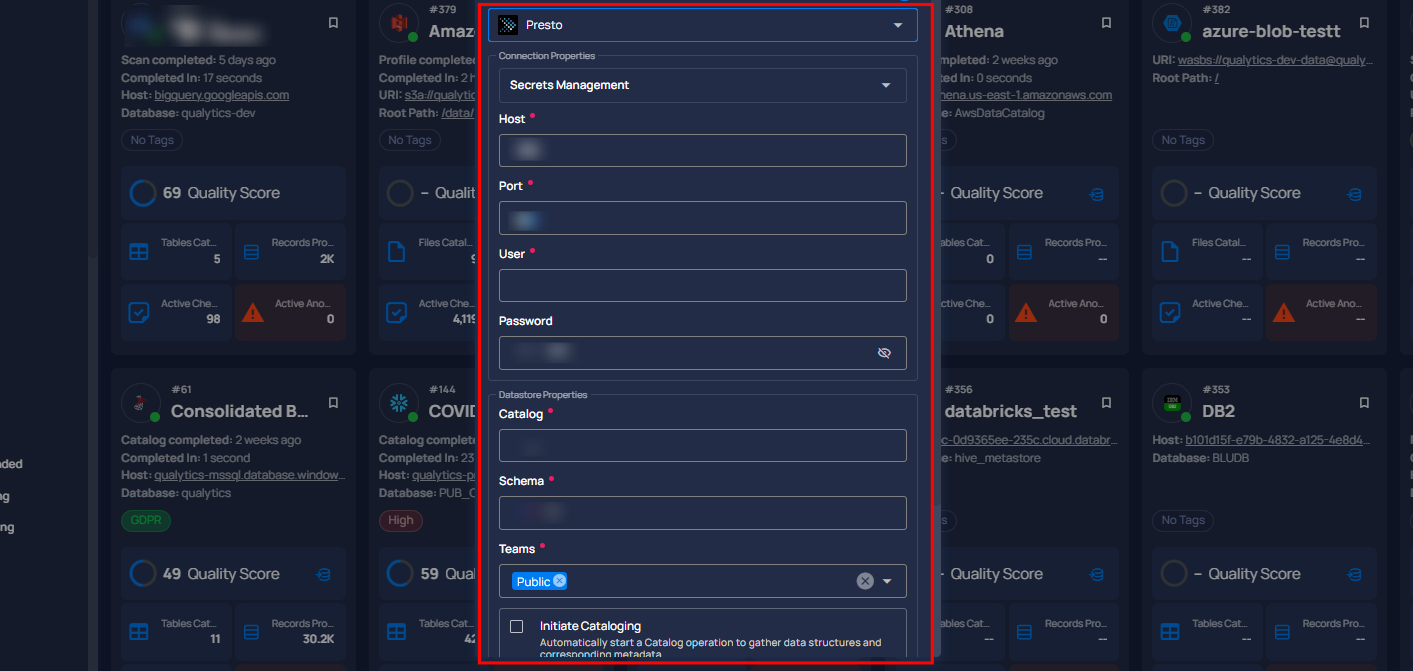 #379
Amaz
#308
Athena
#382
azure-blob-testt
Scan completed: 5 days ago
Completed In: 17 seconds
Host: bigquery.googleapis.com
Database: qualytics-dev
No Tags
Profile complete
Completed In: 2 h
URI: s3a://qualytic
Root Path: /data/
No Tags
mpleted: 2 weeks ago
ed In: 0 seconds
hena.us-east-1.amazonaws.com
e: AwsDataCatalog
s
URI: wasbs://qualytics-dev-data@qualy...
Root Path: /
No Tags
69 Quality Score
– Qualit
– Quality Score
– Quality Score
Tables Cat...
5
Records Pro...
2K
Files Catal...
9
ables Cat...
0
Records Pro...
--
Files Catal...
--
Records Pro...
--
Active Che...
98
Active Ano...
0
Active Che...
4,119
ctive Che...
0
Active Ano...
0
Active Che...
--
Active Ano...
--
Presto
Connection Properties
Secrets Management
Host *
Port *
User *
Password
Datastore Properties
Catalog *
Schema *
Teams *
Public
Initiate Cataloging
Automatically start a Catalog operation to gather data structures and
corresponding metadata
#61
Consolidated B...
#144
COVID
#356
databricks_test
#353
DB2
Catalog completed: 2 weeks ago
Completed In: 1 second
Host: qualytics-mssql.database.window...
Database: qualytics
GDPR
Catalog complete
Completed In: 23
Host: qualytics-p
Database: PUB_C
High
c-0d9365ee-235c.cloud.databr...
e: hive_metastore
s
Host: b101d15f-e79b-4832-a125-4e8d4...
Database: BLUDB
No Tags
49 Quality Score
59 Qual
– Quality Score
– Quality Score
Tables Cat...
11
Records Pro...
30.2K
Tables Cat
42
ables Cat...
--
Records Pro...
--
Tables Cat...
--
Records Pro...
--
ded
ng
ing